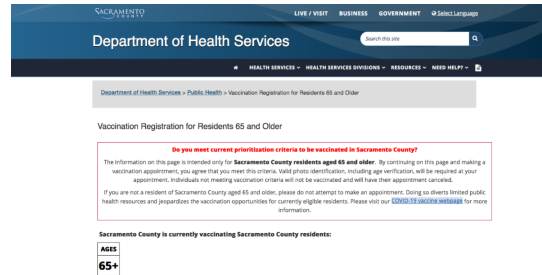 SACRAMENTO
COUNTY
LIVE / VISIT BUSINESS GOVERNMENT Select Language
Department of Health Services
Search this site
HEALTH SERVICES HEALTH SERVICES DIVISIONS RESOURCES NEED HELP?
Department of Health Services > Public Health > Vaccination Registration for Residents 65 and Older
Vaccination Registration for Residents 65 and Older
Do you meet current prioritization criteria to be vaccinated in Sacramento County?
The information on this page is intended only for Sacramento County residents aged 65 and older. By continuing on this page and making a
vaccination appointment, you agree that you meet this criteria. Valid photo identification, including age verification, will be required at your
appointment. Individuals not meeting vaccination criteria will not be vaccinated and will have their appointment canceled.
If you are not a resident of Sacramento County aged 65 and older, please do not attempt to make an appointment. Doing so diverts limited public
health resources and jeopardizes the vaccination opportunities for currently eligible residents. Please visit our COVID-19 vaccine webpage for more
information.
Sacramento County is currently vaccinating Sacramento County residents:
AGES
65+